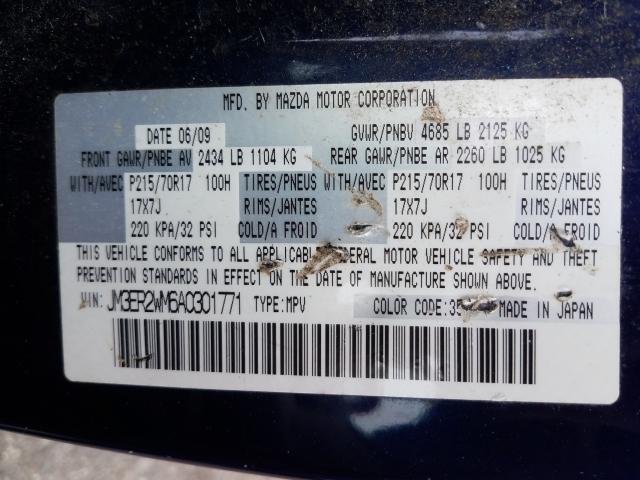 MFD. BY MAZDA MOTOR CORPORATION
DATE 06/09 GVWR/PNBV 4685 LB 2125 KG
FRONT GAWR/PNBE AV 2434 LB 1104 KG REAR GAWR/PNBE AR 2260 LB 1025 KG
WITH/AVEC P215/70R17 100H TIRES/PNEUS WITH/AVEC P215/70R17 100H TIRES/PNEUS
17X7J RIMS/JANTES 17X7J RIMS/JANTES
220 KPA/32 PSI COLD/A FROID 220 KPA/32 PSI COLD/A FROID
THIS VEHICLE CONFORMS TO ALL MOTOR VEHICLE SAFETY AND THEFT
PREVENTION STANDARDS IN EFFECT ON THE DATE OF MANUFACTURE SHOWN ABOVE.
VIN: JM3ER2WM6A0301771 TYPE: MPV COLOR CODE: MADE IN JAPAN